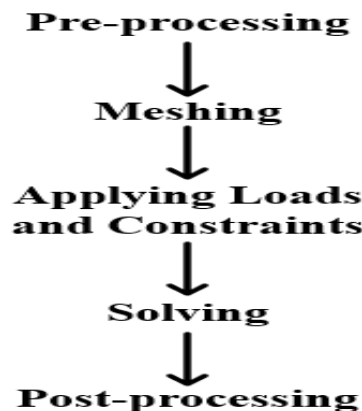 Pre-processing
Meshing
Applying Loads
and Constraints
Solving
Post-processing